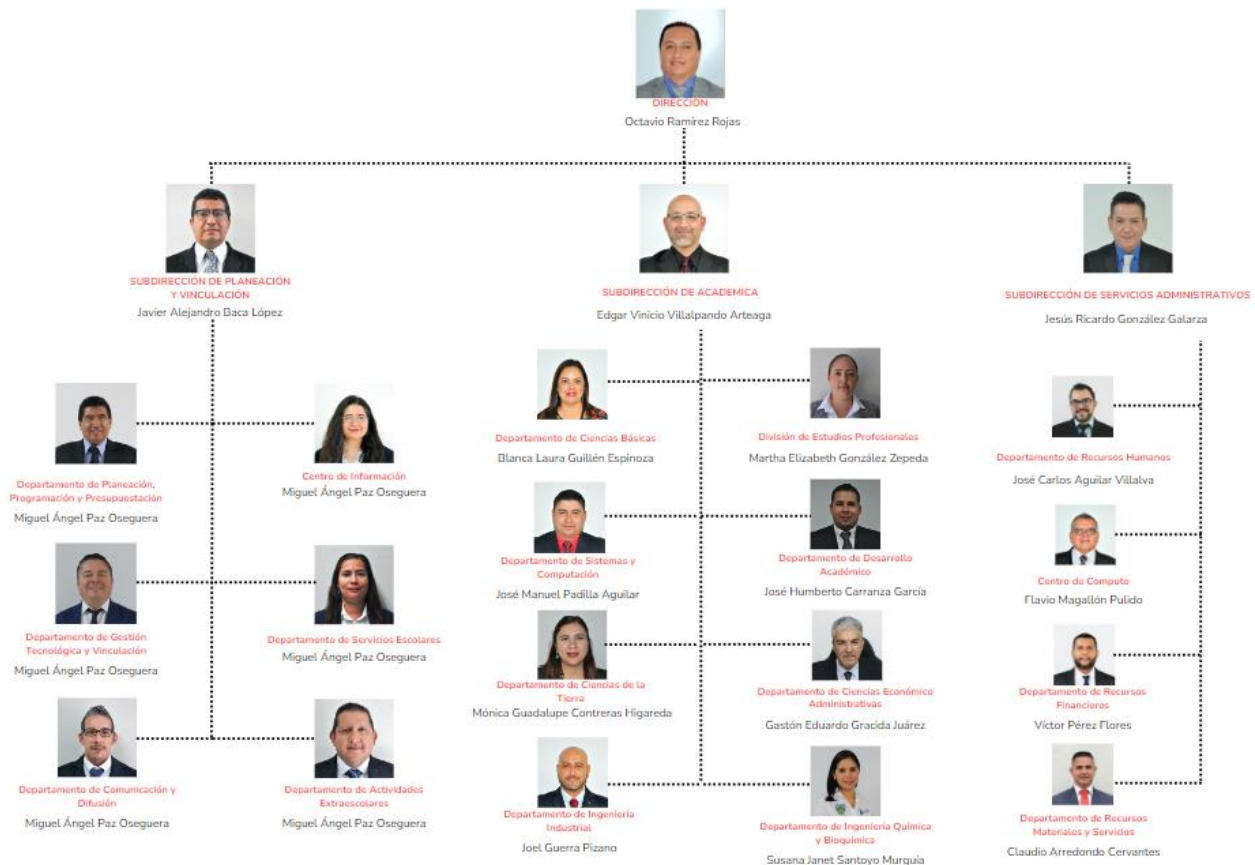 DIRECCIÓN
Octavio Ramírez Rojas
SUBDIRECCIÓN DE PLANEACIÓN
Y VINCULACIÓN
Javier Alejandro Baca López
SUBDIRECCIÓN DE ACADEMICA
Edgar Vinicio Villalpando Arteaga
SUBDIRECCIÓN DE SERVICIOS ADMINISTRATIVOS
Jesús Ricardo González Galarza
Departamento de Planeación,
Programación y Presupuestación
Miguel Ángel Paz Oseguera
Centro de Información
Miguel Ángel Paz Oseguera
Departamento de Gestión
Tecnológica y Vinculación
Miguel Ángel Paz Oseguera
Departamento de Servicios Escolares
Miguel Ángel Paz Oseguera
Departamento de Comunicación y
Difusión
Miguel Ángel Paz Oseguera
Departamento de Actividades
Extraescolares
Miguel Ángel Paz Oseguera
Departamento de Ciencias Básicas
Blanca Laura Guillén Espinoza
División de Estudios Profesionales
Martha Elizabeth González Zepeda
Departamento de Sistemas y
Computación
José Manuel Padilla Aguilar
Departamento de Desarrollo
Académico
José Humberto Carranza García
Departamento de Ciencias de la
Tierra
Mónica Guadalupe Contreras Higareda
Departamento de Ciencias Económico
Administrativas
Gastón Eduardo Gracida Juárez
Departamento de Ingeniería
Industrial
Joel Guerra Pizano
Departamento de Ingeniería Química
y Bioquímica
Susana Janet Santoyo Murguía
Departamento de Recursos Humanos
José Carlos Aguilar Villalva
Centro de Computo
Flavio Magallón Pulido
Departamento de Recursos
Financieros
Víctor Pérez Flores
Departamento de Recursos
Materiales y Servicios
Claudio Arredondo Cervantes